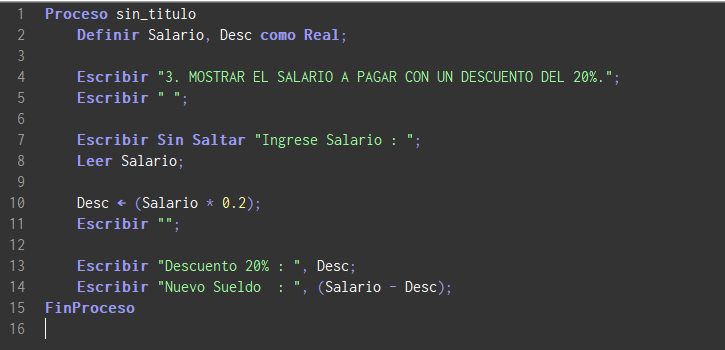 1 Proceso sin_titulo
2 Definir Salario, Desc como Real;
3
4 Escribir "3. MOSTRAR EL SALARIO A PAGAR CON UN DESCUENTO DEL 20%.";
5 Escribir " ";
6
7 Escribir Sin Saltar "Ingrese Salario : ";
8 Leer Salario;
9
10 Desc ← (Salario * 0.2);
11 Escribir "";
12
13 Escribir "Descuento 20% : ", Desc;
14 Escribir "Nuevo Sueldo  : ", (Salario - Desc);
15 FinProceso
16